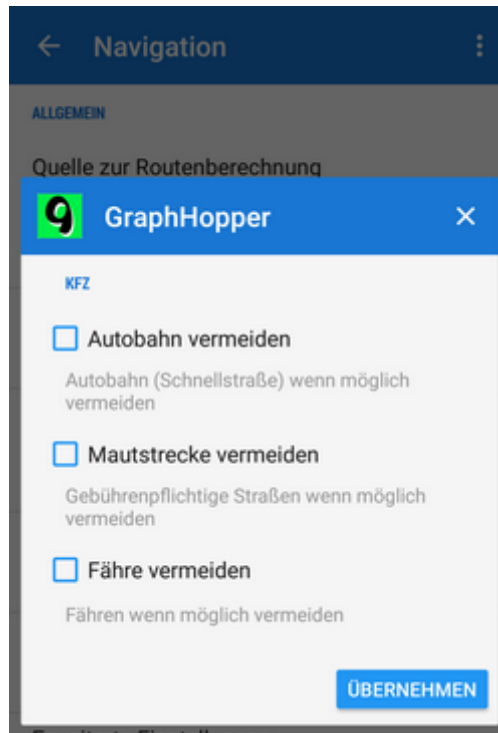 Navigation
ALLGEMEIN
Quelle zur Routenberechnung
GraphHopper
KFZ
Autobahn vermeiden
Autobahn (Schnellstraße) wenn möglich
vermeiden
Mautstrecke vermeiden
Gebührenpflichtige Straßen wenn möglich
vermeiden
Fähre vermeiden
Fähren wenn möglich vermeiden
ÜBERNEHMEN